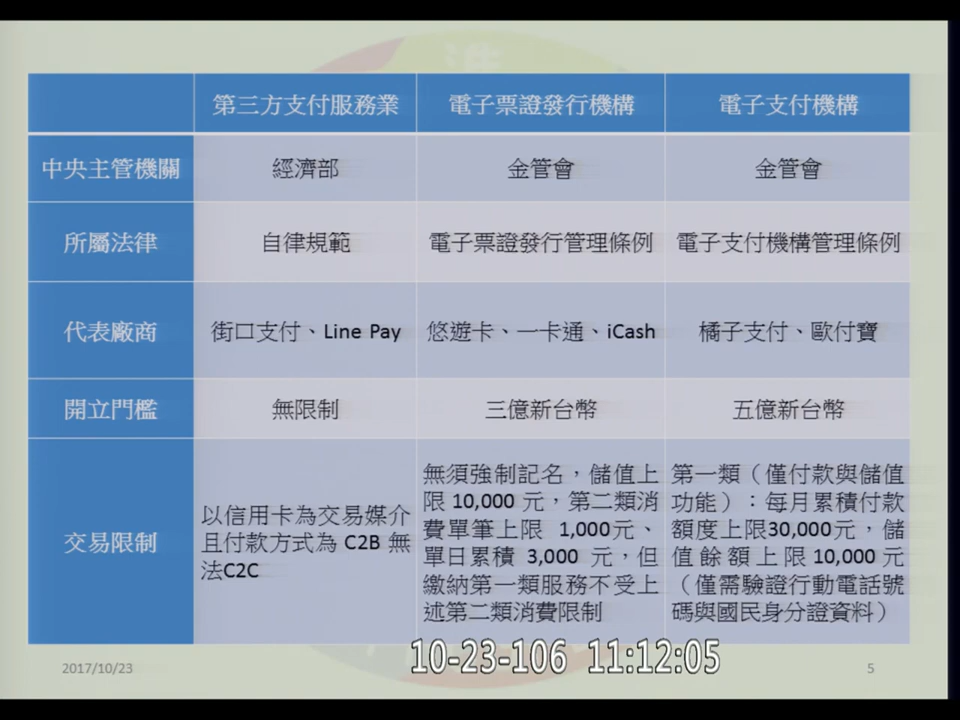 第三方支付服務業
電子票證發行機構
電子支付機構
中央主管機關
經濟部
金管會
金管會
所屬法律
自律規範
電子票證發行管理條例
電子支付機構管理條例
代表廠商
街口支付、Line Pay
悠遊卡、一卡通、iCash
橘子支付、歐付寶
開立門檻
無限制
三億新台幣
五億新台幣
交易限制
以信用卡為交易媒介
且付款方式為 C2B 無
法C2C
無須強制記名，儲值上
限 10,000 元，第二類消
費單筆上限 1,000元、
單日累積 3,000 元，但
繳納第一類服務不受上
述第二類消費限制
第一類（僅付款與儲值
功能）：每月累積付款
額度上限30,000元，儲
值餘額上限 10,000 元
（僅需驗證行動電話號
碼與國民身分證資料）
2017/10/23
10-23-106 11:12:05
5